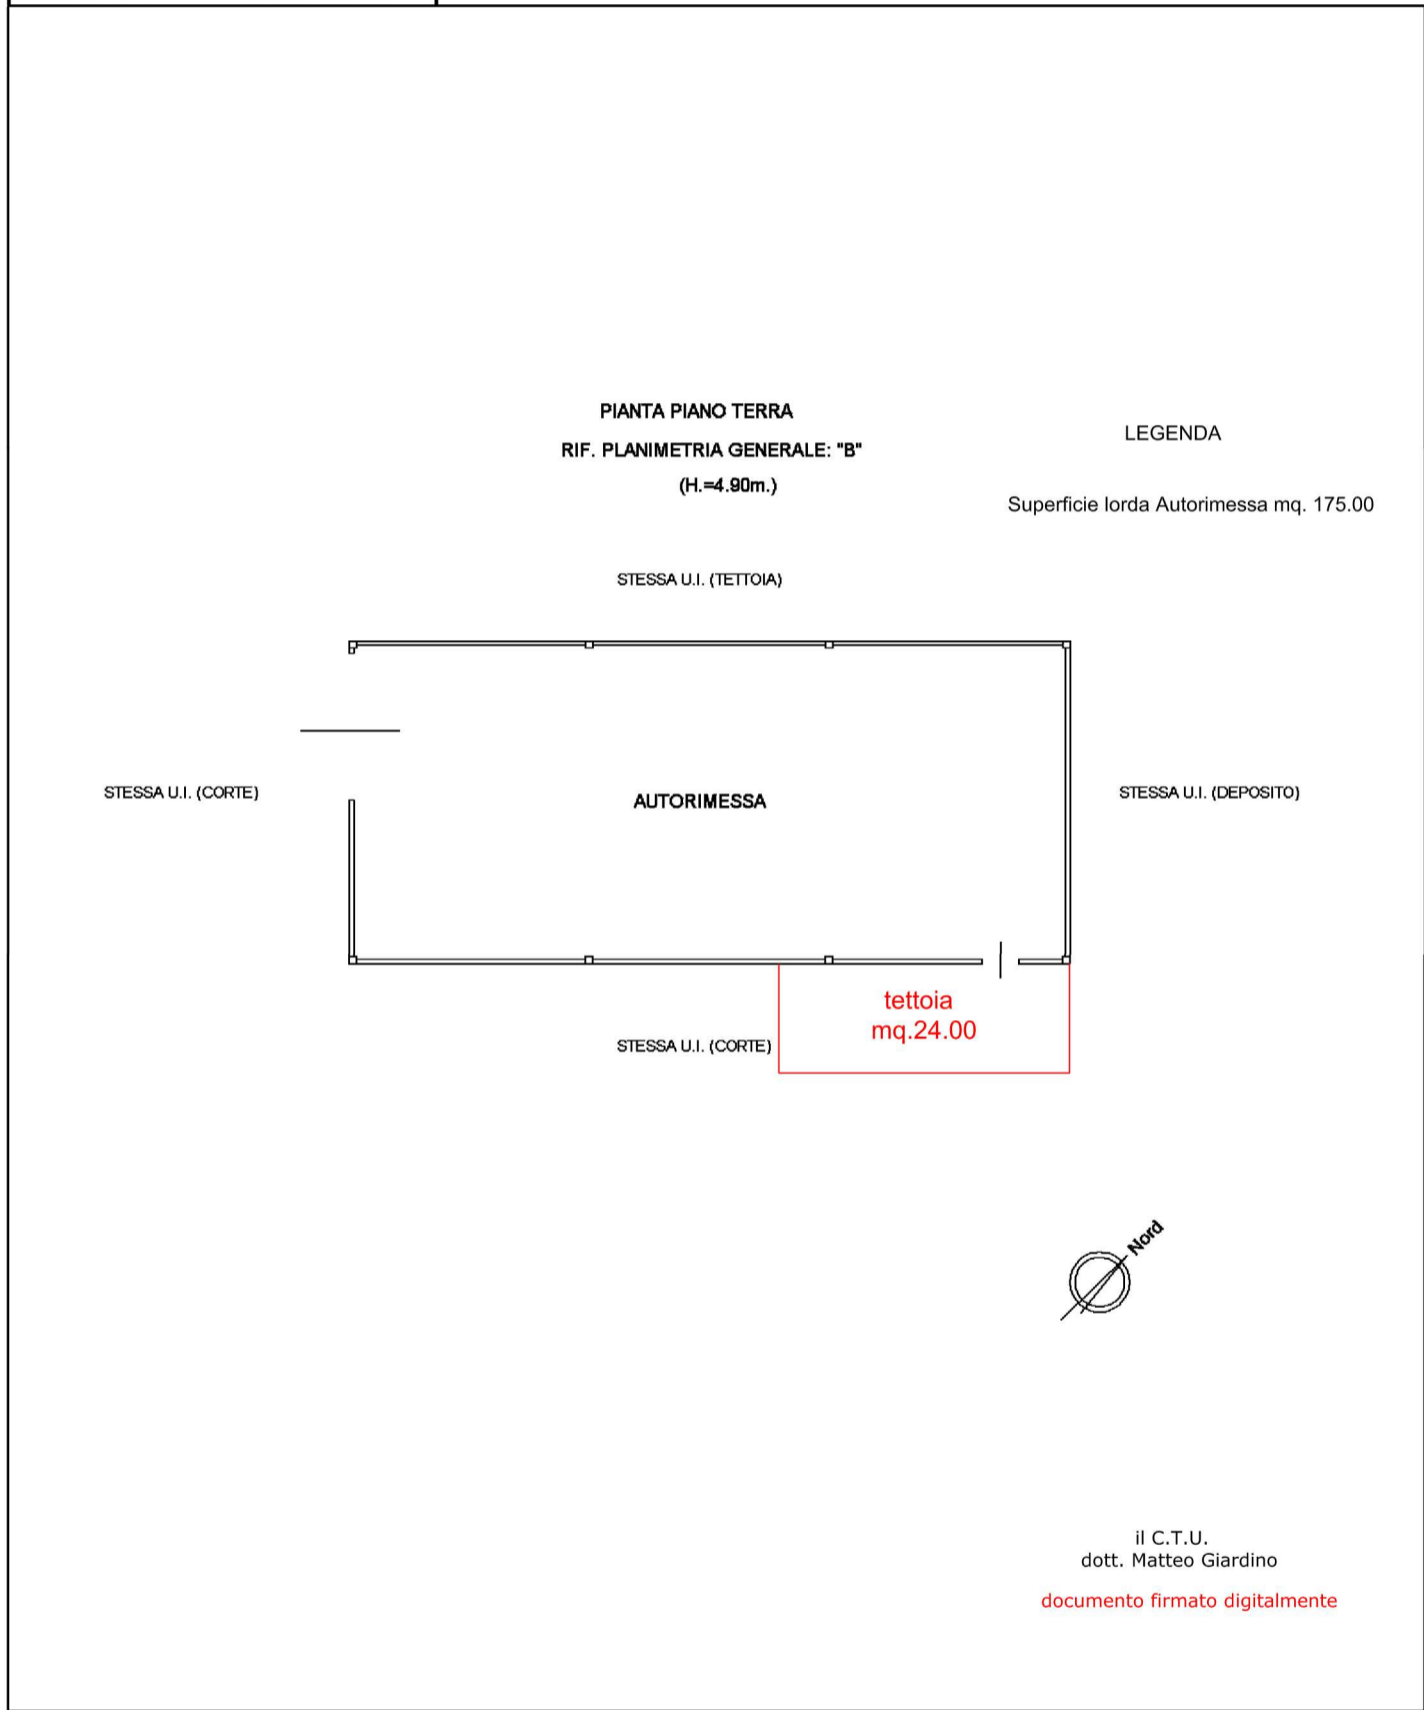 PIANTA PIANO TERRA
RIF. PLANIMETRIA GENERALE: "B"
(H.=4.90m.)
LEGENDA
Superficie lorda Autorimessa mq. 175.00
STESSA U.I. (TETTOIA)
STESSA U.I. (CORTE)
AUTORIMESSA
STESSA U.I. (DEPOSITO)
tettoia
mq.24.00
STESSA U.I. (CORTE)
Nord
il C.T.U.
dott. Matteo Giardino
documento firmato digitalmente